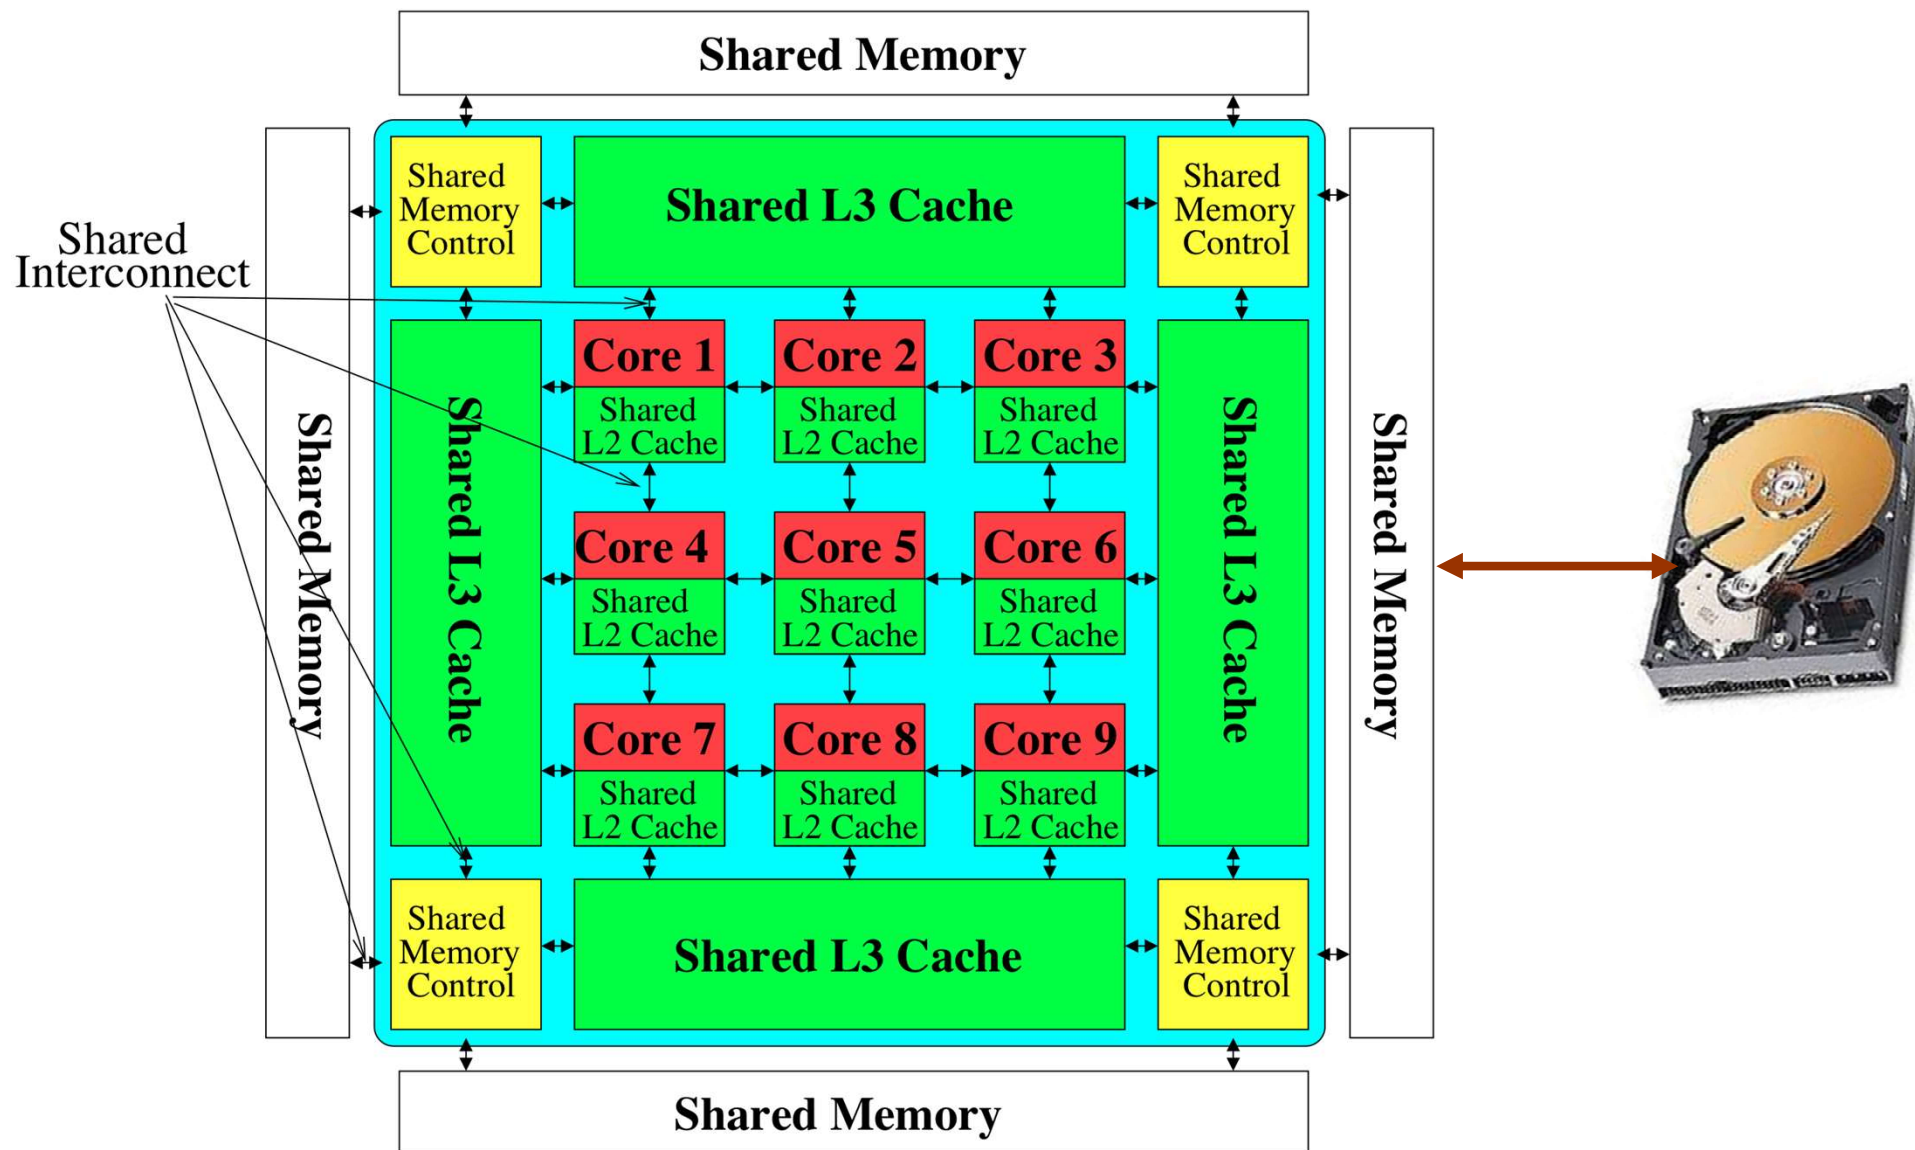 Shared Memory
Shared
Memory
Control
Shared L3 Cache
Shared
Memory
Control
Shared
Interconnect
Shared Memory
Shared L3 Cache
Core 1
Shared
L2 Cache
Core 2
Shared
L2 Cache
Core 3
Shared
L2 Cache
Core 4
Shared
L2 Cache
Core 5
Shared
L2 Cache
Core 6
Shared
L2 Cache
Core 7
Shared
L2 Cache
Core 8
Shared
L2 Cache
Core 9
Shared
L2 Cache
Shared L3 Cache
Shared Memory
Shared
Memory
Control
Shared L3 Cache
Shared
Memory
Control
Shared Memory